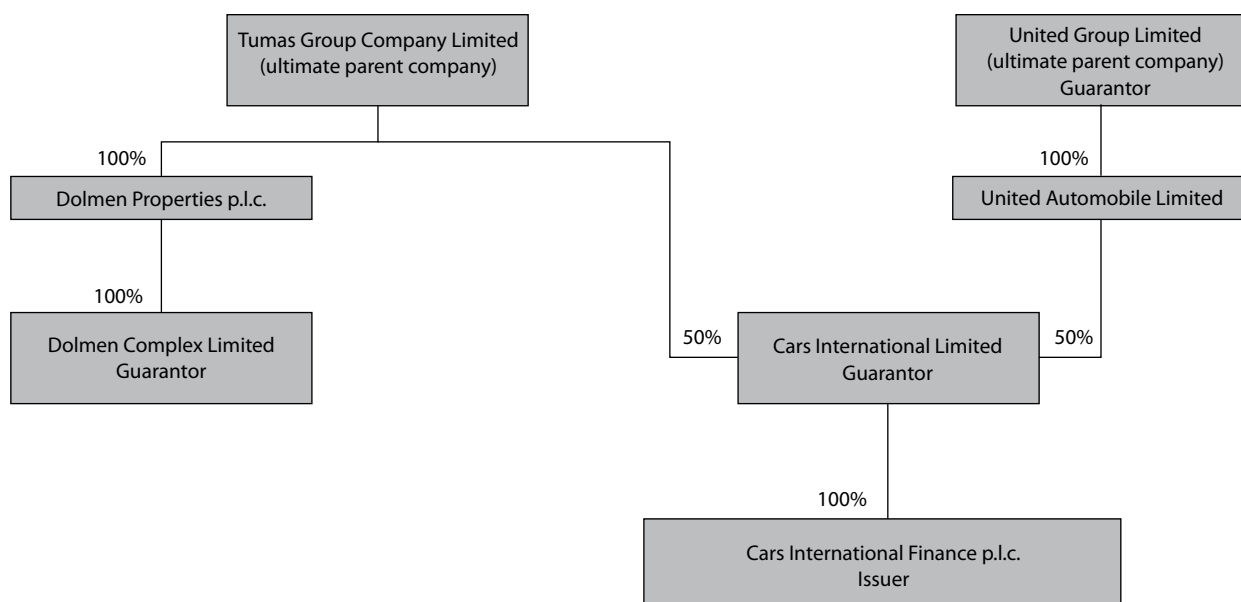 Tumas Group Company Limited
(ultimate parent company)
United Group Limited
(ultimate parent company)
Guarantor
100%
100%
Dolmen Properties p.l.c.
United Automobile Limited
100%
Dolmen Complex Limited
Guarantor
50%
Cars International Limited
Guarantor
50%
100%
Cars International Finance p.l.c.
Issuer